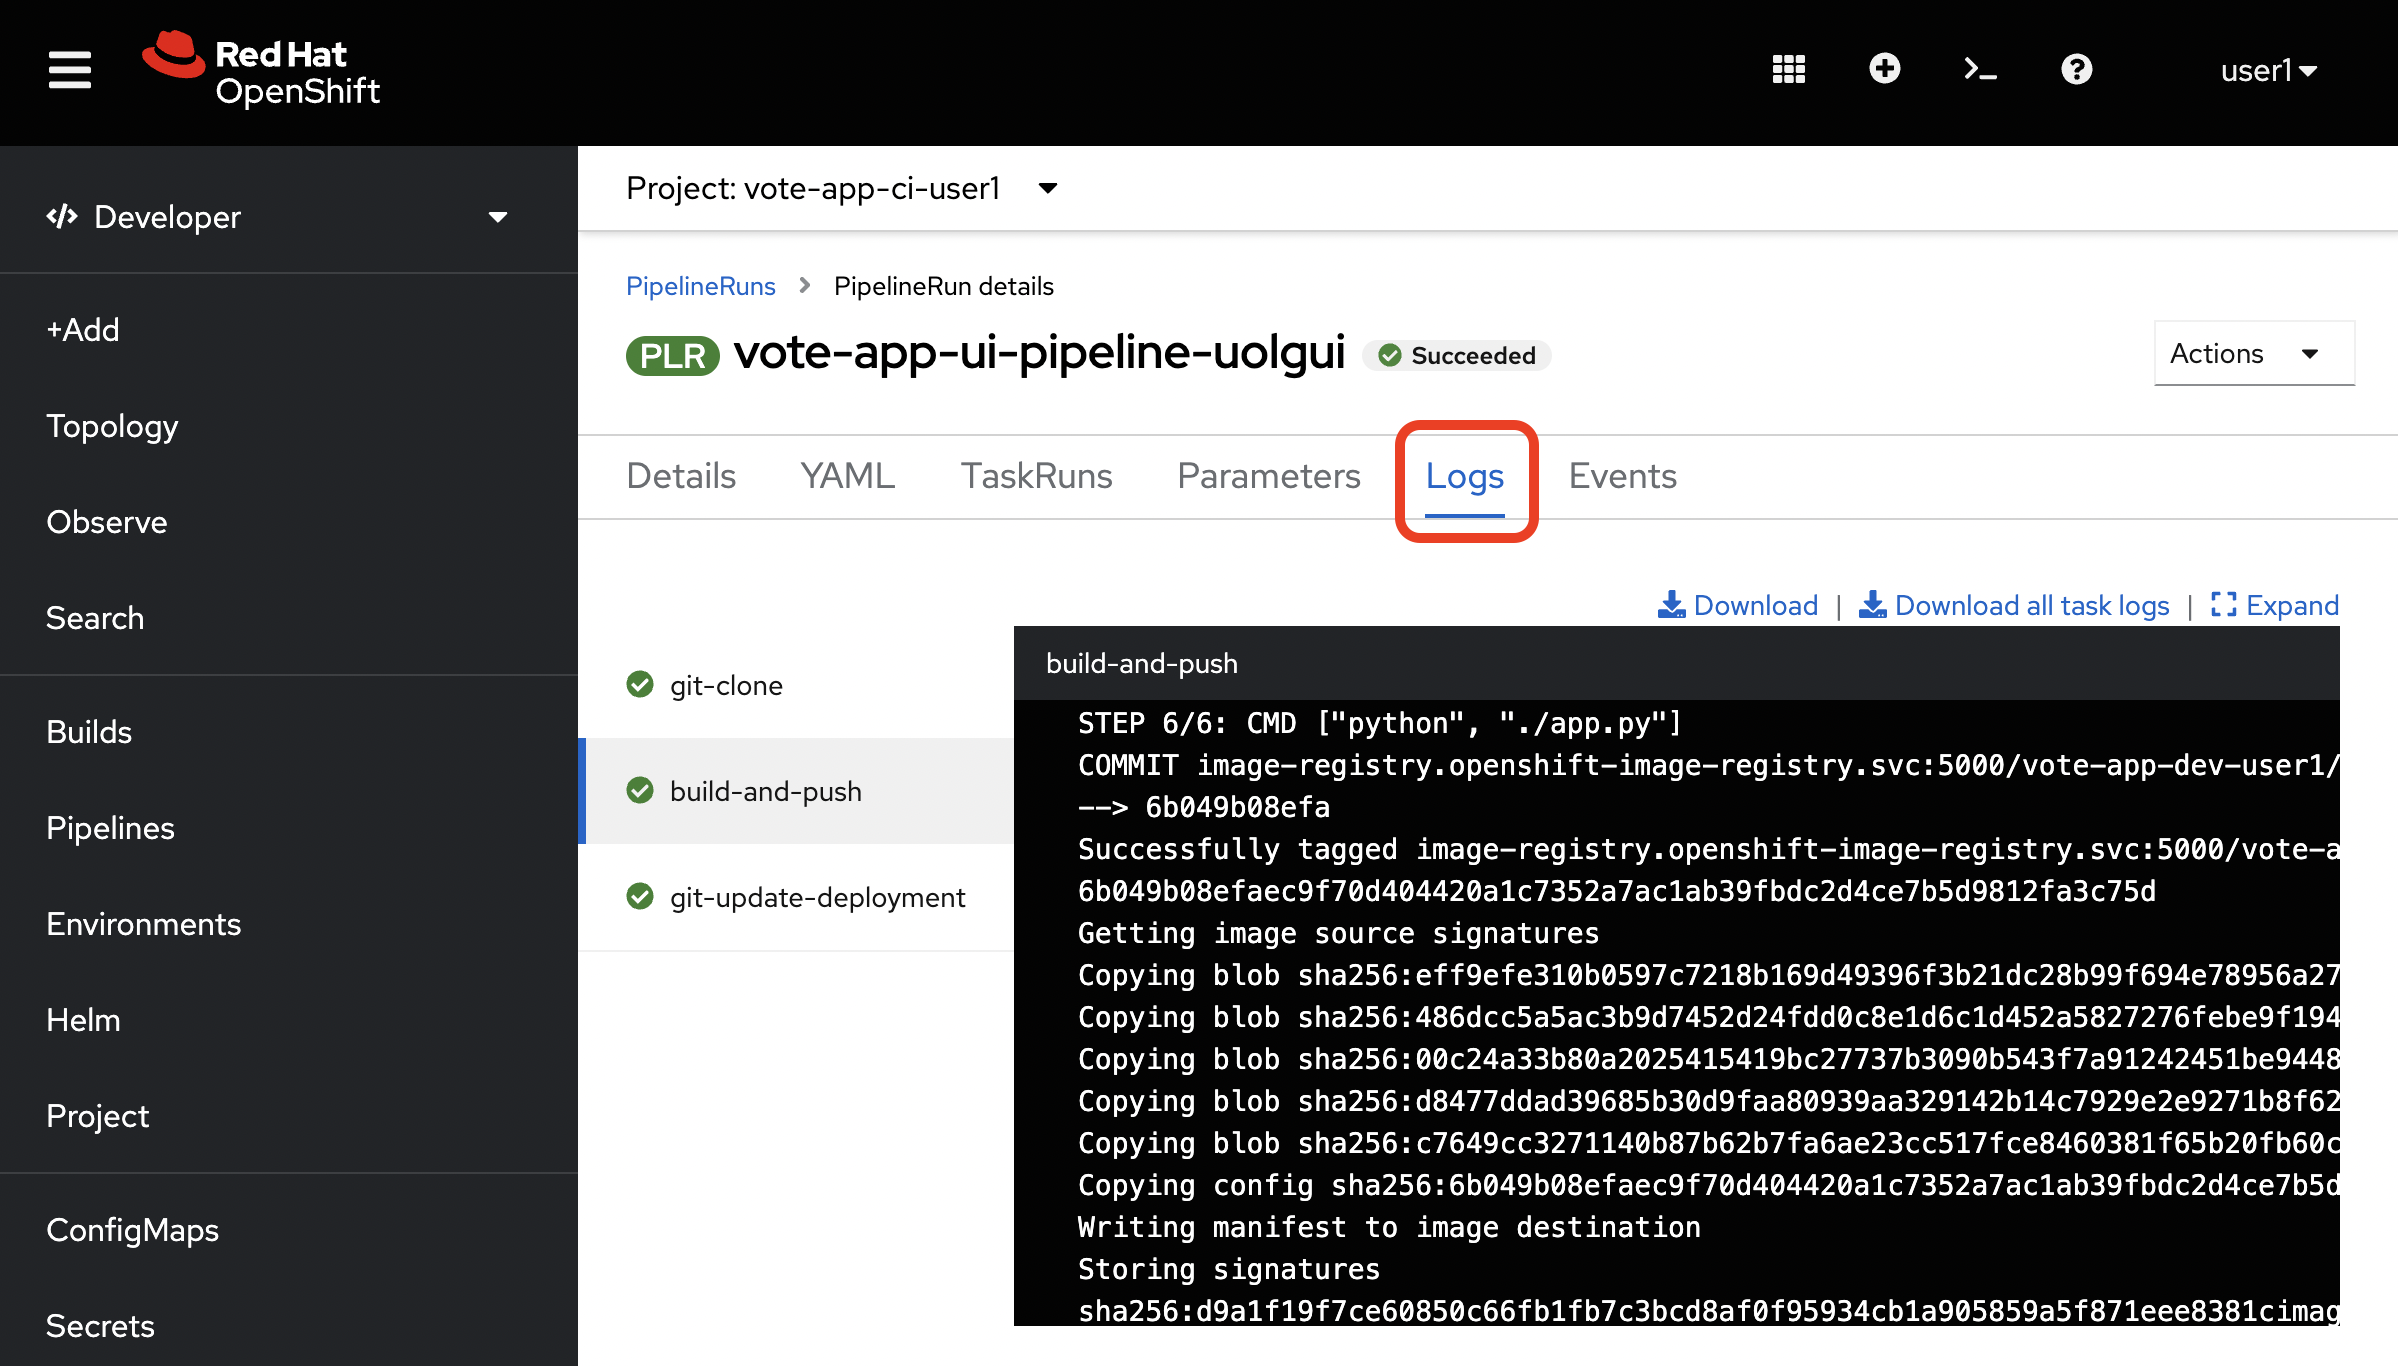 Red Hat
OpenShift
user1
Developer
+Add
Topology
Observe
Search
Builds
Pipelines
Environments
Helm
Project
ConfigMaps
Secrets
Project: vote-app-ci-user1
PipelineRuns > PipelineRun details
PLR vote-app-ui-pipeline-uolgui Succeeded
Actions
Details YAML TaskRuns Parameters Logs Events
Download | Download all task logs | Expand
git-clone
build-and-push
git-update-deployment
build-and-push
STEP 6/6: CMD ["python", "./app.py"]
COMMIT image-registry.openshift-image-registry.svc:5000/vote-app-dev-user1/
--> 6b049b08efa
Successfully tagged image-registry.openshift-image-registry.svc:5000/vote-a
6b049b08efaec9f70d404420a1c7352a7ac1ab39fbdc2d4ce7b5d9812fa3c75d
Getting image source signatures
Copying blob sha256:eff9efe310b0597c7218b169d49396f3b21dc28b99f694e78956a27
Copying blob sha256:486dcc5a5ac3b9d7452d24fdd0c8e1d6c1d452a5827276febe9f194
Copying blob sha256:00c24a33b80a2025415419bc27737b3090b543f7a91242451be9448
Copying blob sha256:d8477ddad39685b30d9faa80939aa329142b14c7929e2e9271b8f62
Copying blob sha256:c7649cc3271140b87b62b7fa6ae23cc517fce8460381f65b20fb60c
Copying config sha256:6b049b08efaec9f70d404420a1c7352a7ac1ab39fbdc2d4ce7b5d
Writing manifest to image destination
Storing signatures
sha256:d9a1f19f7ce60850c66fb1fb7c3bcd8af0f95934cb1a905859a5f871eee8381cimag